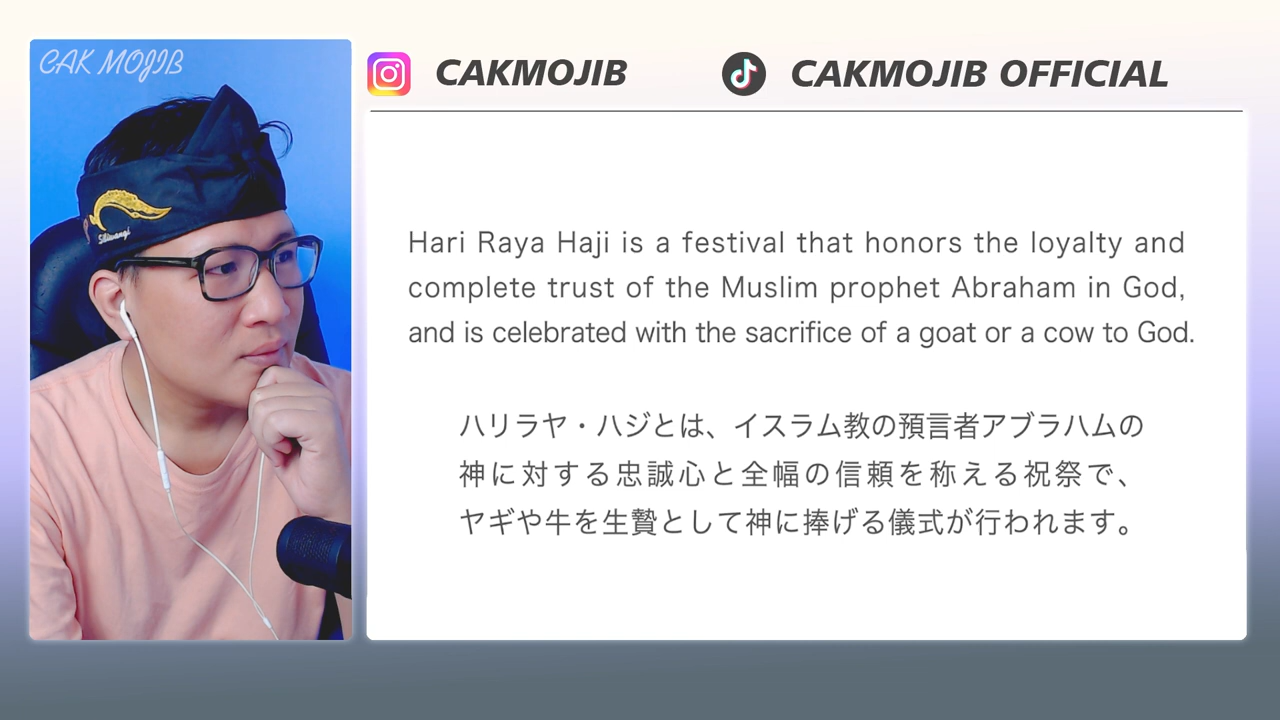 CAK MOJIB
CAKMOJIB
CAKMOJIB OFFICIAL
Siliwangi
Hari Raya Haji is a festival that honors the loyalty and
complete trust of the Muslim prophet Abraham in God,
and is celebrated with the sacrifice of a goat or a cow to God.
ハリラヤ・ハジとは、イスラム教の預言者アブラハムの
神に対する忠誠心と全幅の信頼を称える祝祭で、
ヤギや牛を生贄として神に捧げる儀式が行われます。